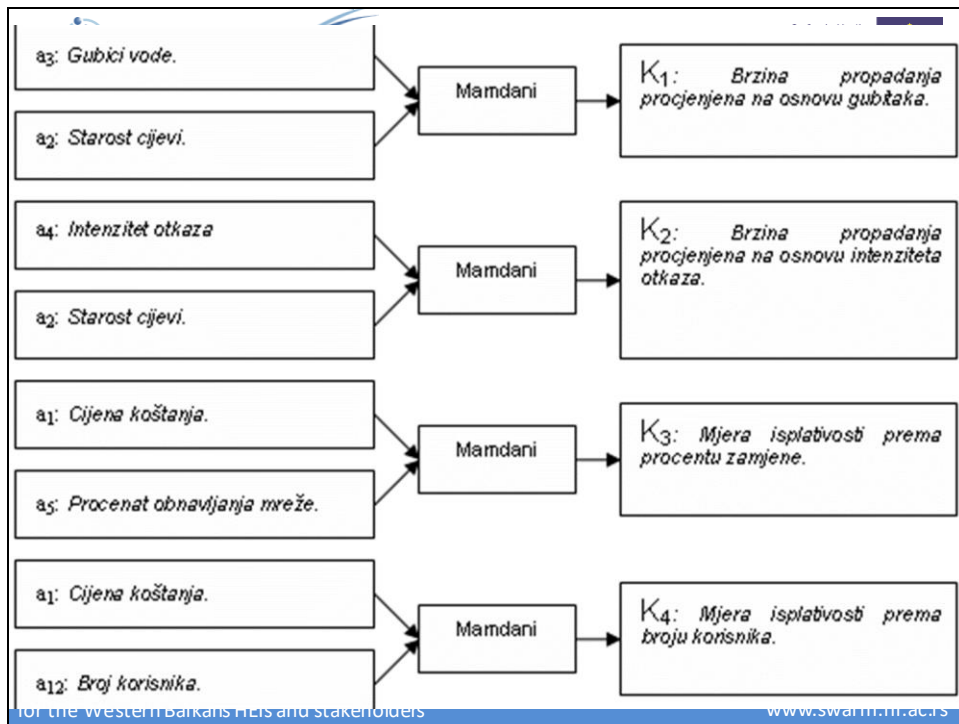 a3: Gubici vode.
Mamdani
K1: Brzina propadanja
procjenjena na osnovu gubitaka.
a2: Starost cijevi.
a4: Intenzitet otkaza
Mamdani
K2: Brzina propadanja
procjenjena na osnovu intenziteta
otkaza.
a2: Starost cijevi.
a1: Cijena koštanja.
Mamdani
K3: Mjera isplativosti prema
procentu zamjene.
a5: Procenat obnavljanja mreže.
a1: Cijena koštanja.
Mamdani
K4: Mjera isplativosti prema
broju korisnika.
a12: Broj korisnika.
for the Western Balkans HEIs and stakeholders
www.swarm.ni.ac.rs